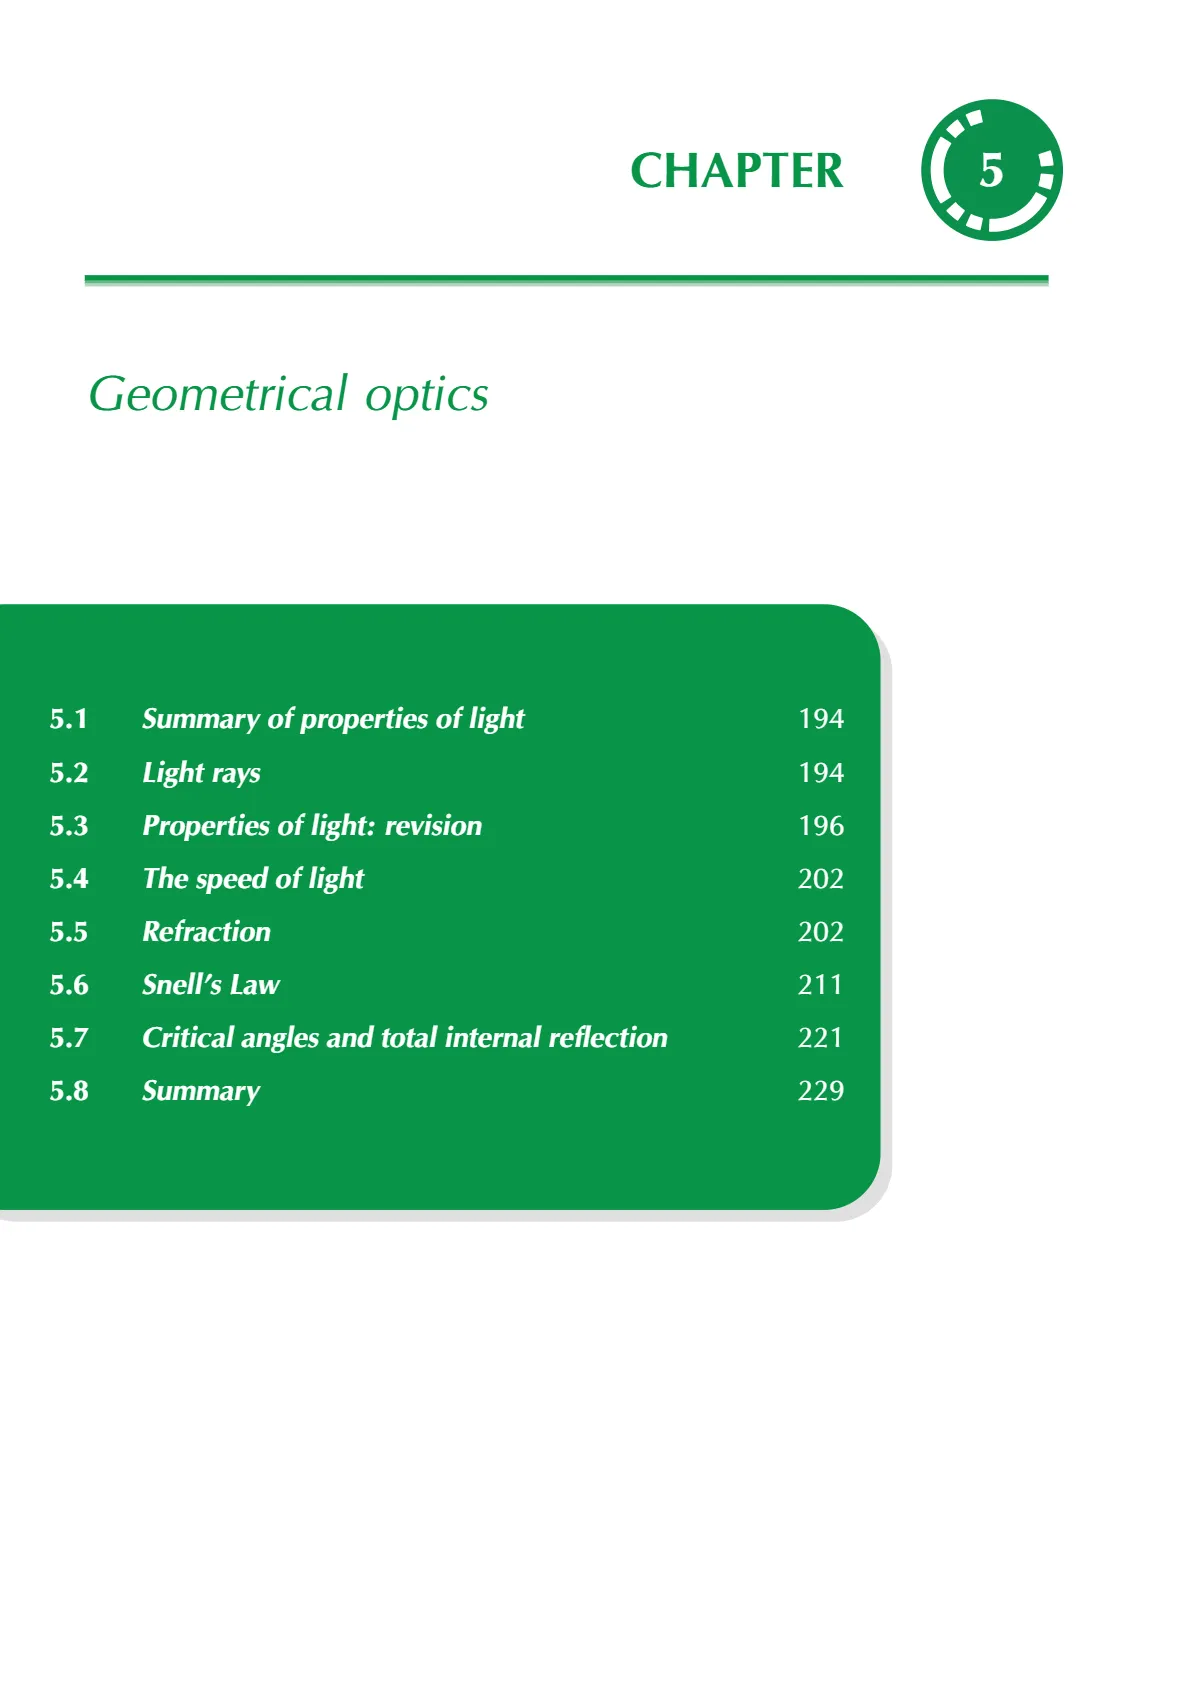 CHAPTER 5
Geometrical optics
5.1 Summary of properties of light 194
5.2 Light rays 194
5.3 Properties of light: revision 196
5.4 The speed of light 202
5.5 Refraction 202
5.6 Snell’s Law 211
5.7 Critical angles and total internal reflection 221
5.8 Summary 229